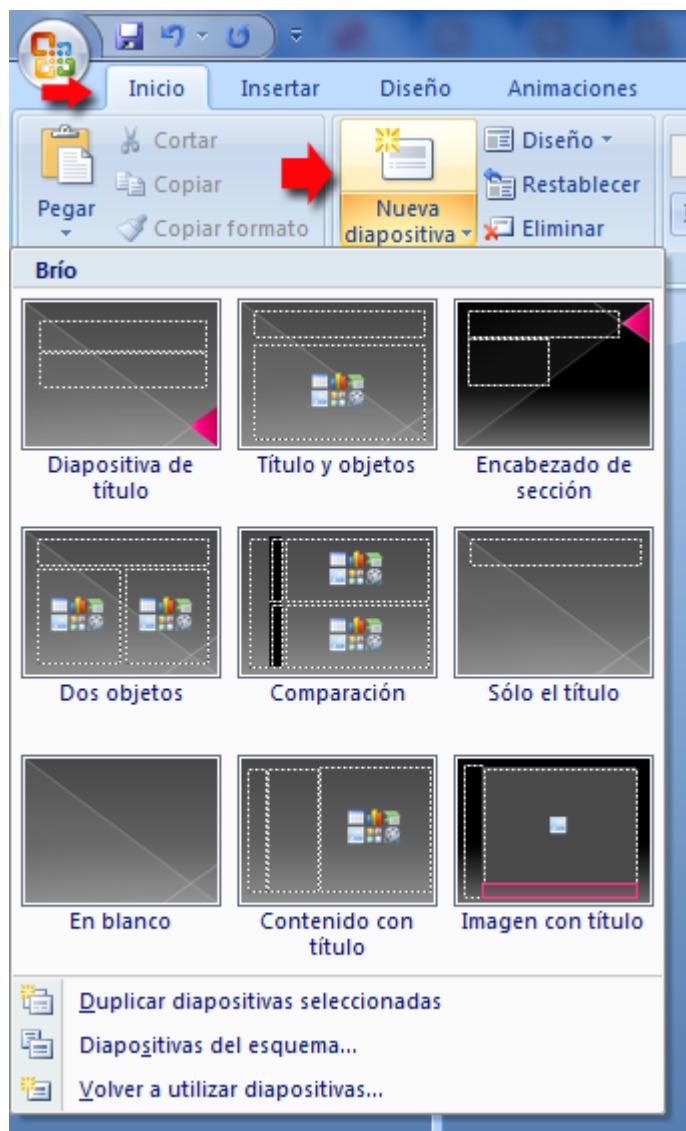 Inicio Insertar Diseño Animaciones
Cortar
Copiar
Copiar formato
Pegar
Nueva
diapositiva
Diseño
Restablecer
Eliminar
Brío
Diapositiva de
título
Título y objetos
Encabezado de
sección
Dos objetos
Comparación
Sólo el título
En blanco
Contenido con
título
Imagen con título
Duplicar diapositivas seleccionadas
Diapositivas del esquema...
Volver a utilizar diapositivas...